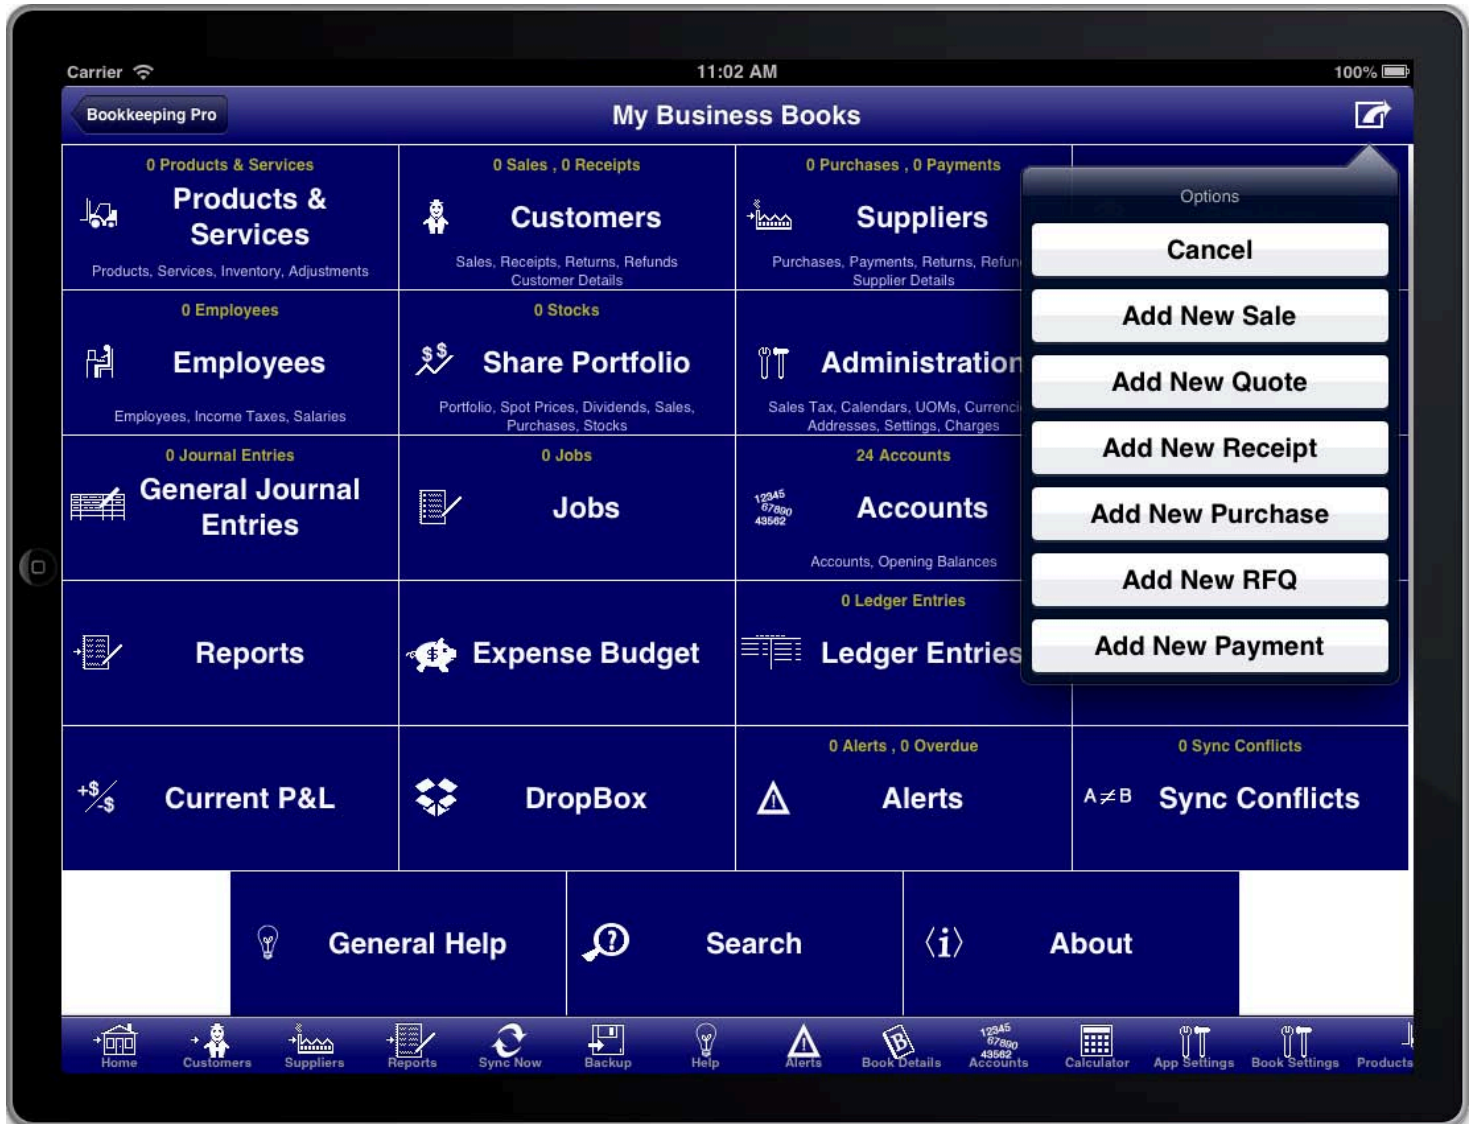 Carrier
11:02 AM
100%
Bookkeeping Pro
My Business Books
0 Products & Services
Products &
Services
Products, Services, Inventory, Adjustments
0 Sales , 0 Receipts
Customers
Sales, Receipts, Returns, Refunds
Customer Details
0 Purchases , 0 Payments
Suppliers
Purchases, Payments, Returns, Refun
Supplier Details
Options
Cancel
Add New Sale
Add New Quote
Add New Receipt
Add New Purchase
Add New RFQ
Add New Payment
0 Employees
Employees
Employees, Income Taxes, Salaries
0 Stocks
$$
Share Portfolio
Portfolio, Spot Prices, Dividends, Sales,
Purchases, Stocks
Administration
Sales Tax, Calendars, UOMs, Currenci
Addresses, Settings, Charges
0 Journal Entries
General Journal
Entries
0 Jobs
Jobs
24 Accounts
12345
67890
43562
Accounts
Accounts, Opening Balances
Reports
$
Expense Budget
0 Ledger Entries
Ledger Entries
+$/-$
Current P&L
DropBox
0 Alerts , 0 Overdue
!
Alerts
0 Sync Conflicts
A≠B
Sync Conflicts
General Help
?
Search
⟨i⟩
About
Home
Customers
Suppliers
Reports
Sync Now
Backup
Help
Alerts
B
Book Details
12345
67890
43562
Accounts
Calculator
App Settings
Book Settings
Products